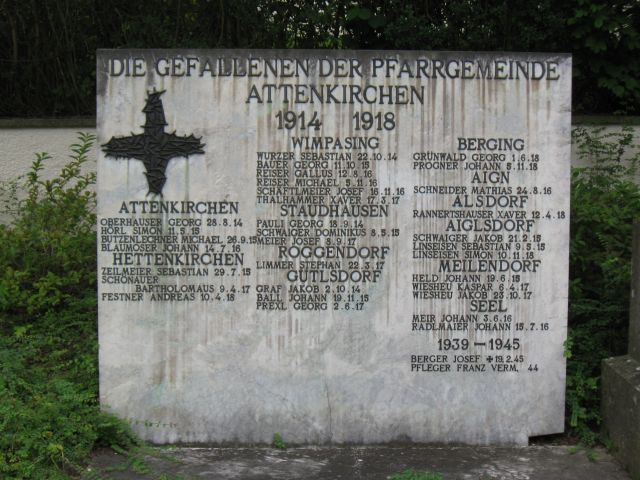 DIE GEFALLENEN DER PFARRGEMEINDE
ATTENKIRCHEN
1914 1918
ATTENKIRCHEN
OBERHAUSER GEORG 28.8.14
HÖRL SIMON 11.5.15
BUTZENLECHNER MICHAEL 26.9.15
BLAUMOSER JOHANN 14.7.16
HETTENKIRCHEN
ZEILMEIER SEBASTIAN 29.7.15
SCHÖNAUER
BARTHOLOMAUS 9.4.17
FESTNER ANDREAS 10.4.18
WIMPASING
WURZER SEBASTIAN 22.10.14
BAUER GEORG 11.10.15
REISER GALLUS 12.8.16
REISER MICHAEL 5.11.16
SCHÄFTLMEIER JOSEF 16.11.16
THALHAMMER XAVER 17.3.17
STAUDHAUSEN
PAULI GEORG 18.9.14
SCHWAIGER DOMINIKUS 8.5.15
MEIER JOSEF 8.9.17
ROGGENDORF
LIMMER STEPHAN 22.3.17
GÜTLSDORF
GRAF JAKOB 2.10.14
BALL JOHANN 19.11.15
PREXL GEORG 2.6.17
BERGING
GRÜNWALD GEORG 1.6.18
PROGNER JOHANN 5.11.18
AIGN
SCHNEIDER MATHIAS 24.8.16
ALSDORF
RANNERTSHAUSER XAVER 12.4.18
AIGLSDORF
SCHWAIGER JAKOB 21.2.15
LINSEISEN SEBASTIAN 9.8.18
LINSEISEN SIMON 10.11.18
MEILENDORF
HELD JOHANN 19.6.15
WIESHEU KASPAR 6.4.17
WIESHEU JAKOB 23.10.17
SEEL
MEIR JOHANN 3.6.16
RADLMAIER JOHANN 15.7.16
1939 — 1945
BERGER JOSEF ✠ 19.2.45
PFLEGER FRANZ VERM. 44